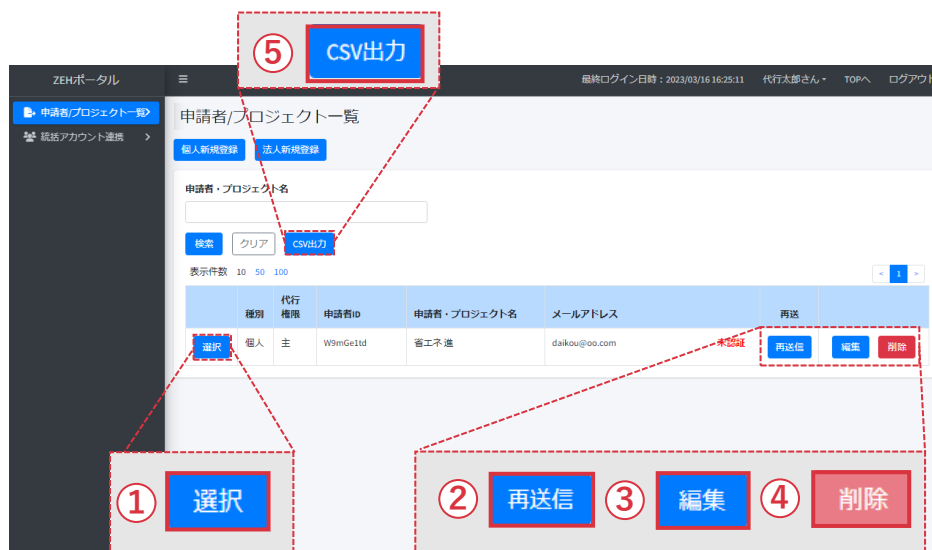 ⑤ CSV出力
ZEHポータル
最終ログイン日時：2023/03/16 16:25:11 代行太郎さん TOPへ ログアウト
申請者/プロジェクト一覧
統括アカウント連携
申請者/プロジェクト一覧
個人新規登録 法人新規登録
申請者・プロジェクト名
検索 クリア CSV出力
表示件数 10 50 100
< 1 >
種別 代行権限 申請者ID 申請者・プロジェクト名 メールアドレス 再送
選択 個人 主 W9mGe1td 省エネ 進 daikou@oo.com 未認証 再送信 編集 削除
① 選択
② 再送信 ③ 編集 ④ 削除